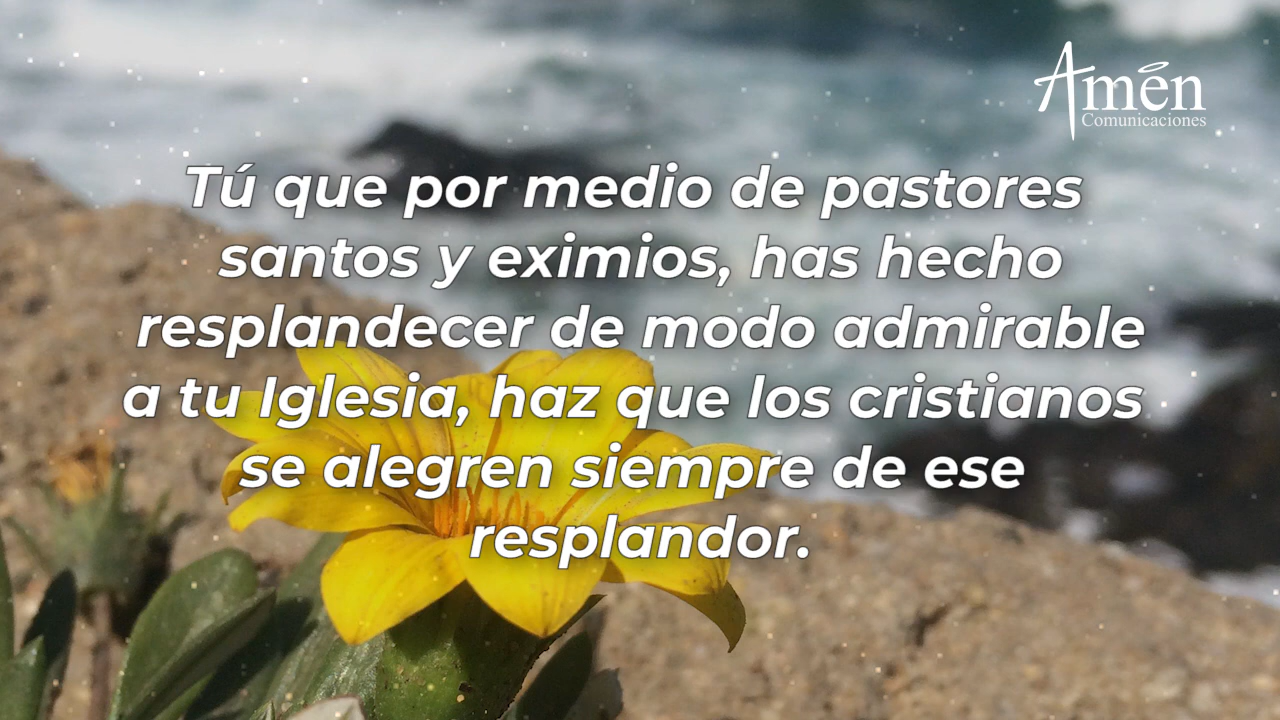 Amén
Comunicaciones
Tú que por medio de pastores
santos y eximios, has hecho
resplandecer de modo admirable
a tu Iglesia, haz que los cristianos
se alegren siempre de ese
resplandor.